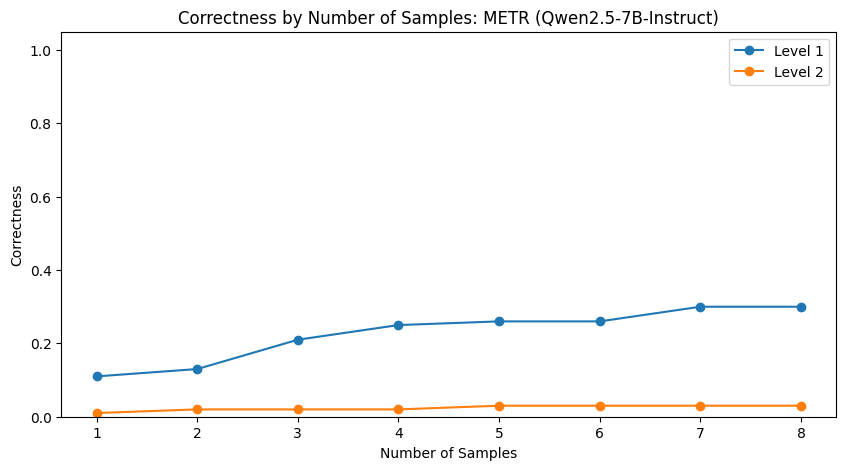 Correctness by Number of Samples: METR (Qwen2.5-7B-Instruct)
Level 1
Level 2
1.0
0.8
0.6
0.4
0.2
0.0
Correctness
1 2 3 4 5 6 7 8
Number of Samples